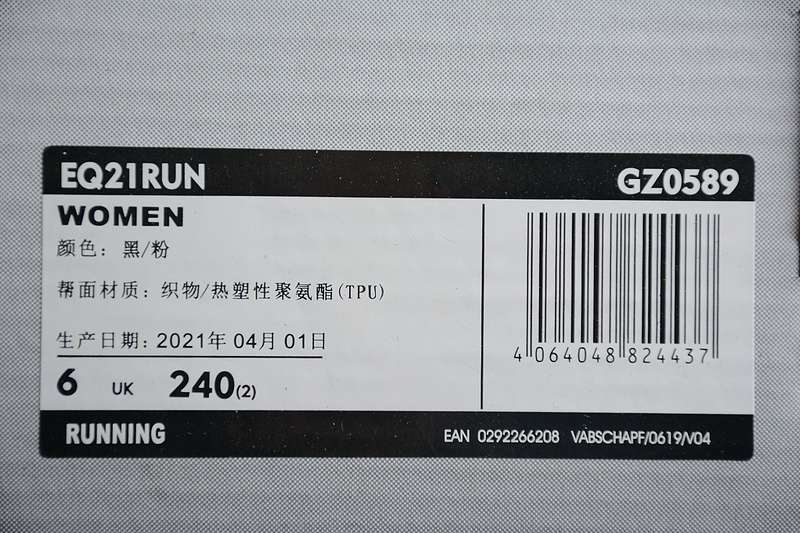 EQ21RUN GZ0589
WOMEN
颜色：黑/粉
帮面材质：织物/热塑性聚氨酯(TPU)
生产日期：2021年 04月 01日
6 UK 240(2)
4 064048 824437
RUNNING EAN 0292266208 VABSCHAPF/0619/V04